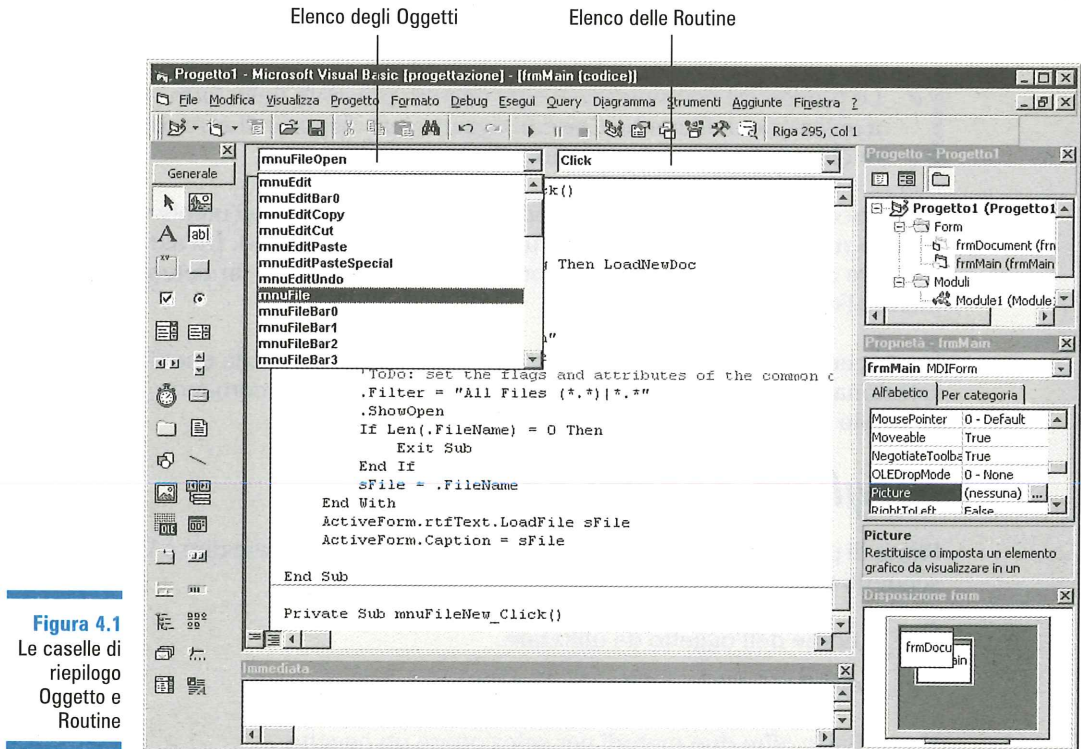 Elenco degli Oggetti
Elenco delle Routine
Progetto1 - Microsoft Visual Basic [progettazione] - [frmMain (codice)]
File Modifica Visualizza Progetto Formato Debug Esegui Query Diagramma Strumenti Aggiunte Finestra ?
Riga 295, Col 1
Generale
mnuFileOpen
Click
mnuEdit
mnuEditBar0
mnuEditCopy
mnuEditCut
mnuEditPaste
mnuEditPasteSpecial
mnuEditUndo
mnuFile
mnuFileBar0
mnuFileBar1
mnuFileBar2
mnuFileBar3
ck()
Then LoadNewDoc
'ToDo: set the flags and attributes of the common c
.Filter = "All Files (*.*)|*.*"
.ShowOpen
If Len(.FileName) = 0 Then
Exit Sub
End If
sFile = .FileName
End With
ActiveForm.rtfText.LoadFile sFile
ActiveForm.Caption = sFile
End Sub
Private Sub mnuFileNew_Click()
Immediata
Progetto - Progetto1
Progetto1 (Progetto1
Form
frmDocument (frn
frmMain (frmMain
Moduli
Module1 (Module
Proprietà - frmMain
frmMain MDIForm
Alfabetico Per categoria
MousePointer 0 - Default
Moveable True
NegotiateToolba True
OLEDropMode 0 - None
Picture (nessuna) ...
RightToLeft False
Picture
Restituisce o imposta un elemento
grafico da visualizzare in un
Disposizione form
frmDocu
ain
Figura 4.1
Le caselle di
riepilogo
Oggetto e
Routine